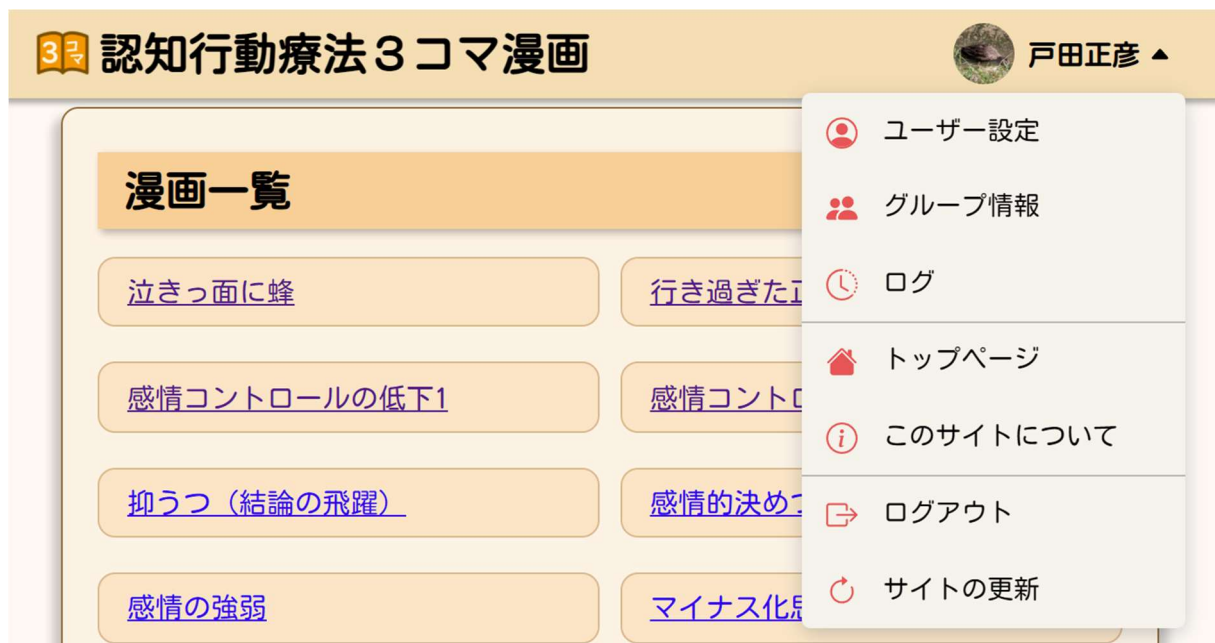 3コマ 認知行動療法３コマ漫画
戸田正彦
漫画一覧
泣きっ面に蜂
行き過ぎた
感情コントロールの低下1
感情コントロ
抑うつ（結論の飛躍）
感情的決めつ
感情の強弱
マイナス化思
ユーザー設定
グループ情報
ログ
トップページ
このサイトについて
ログアウト
サイトの更新